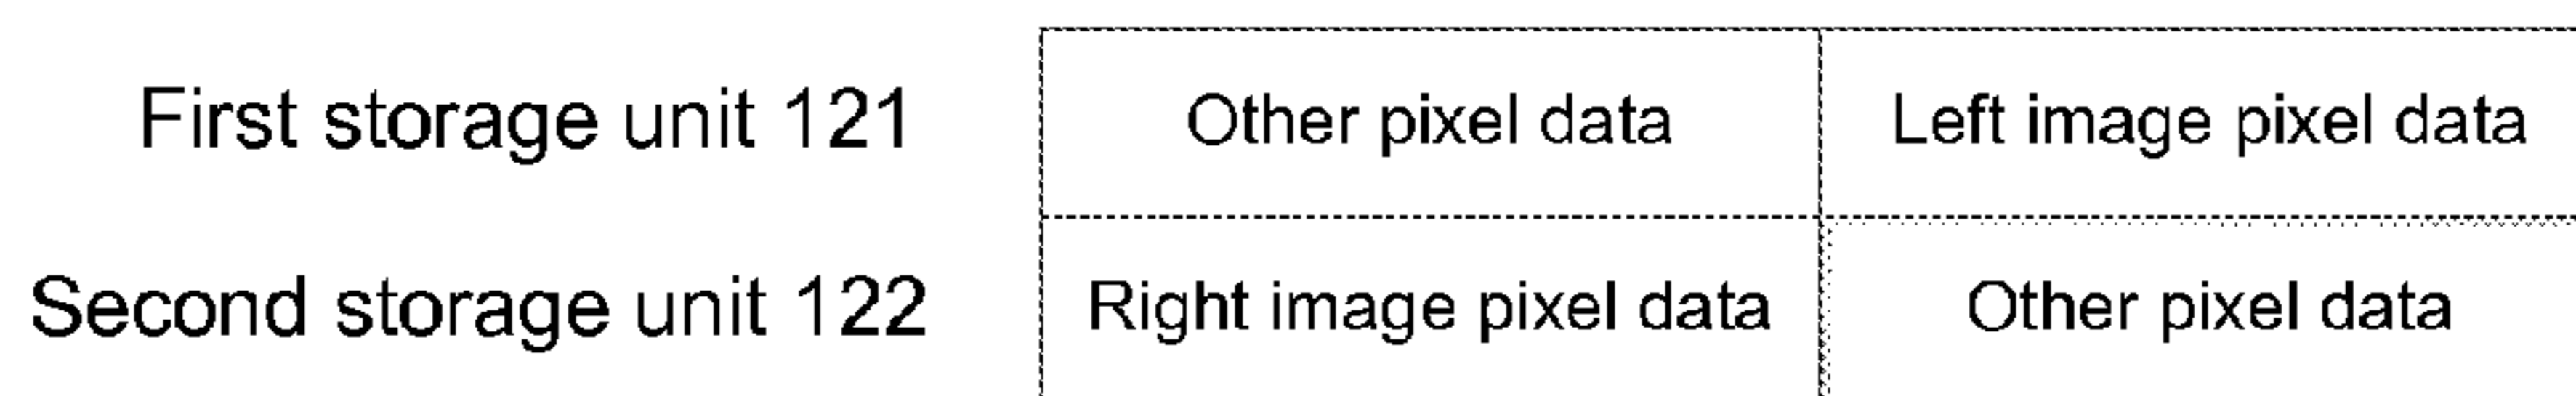 First storage unit 121 Other pixel data Left image pixel data
Second storage unit 122 Right image pixel data Other pixel data